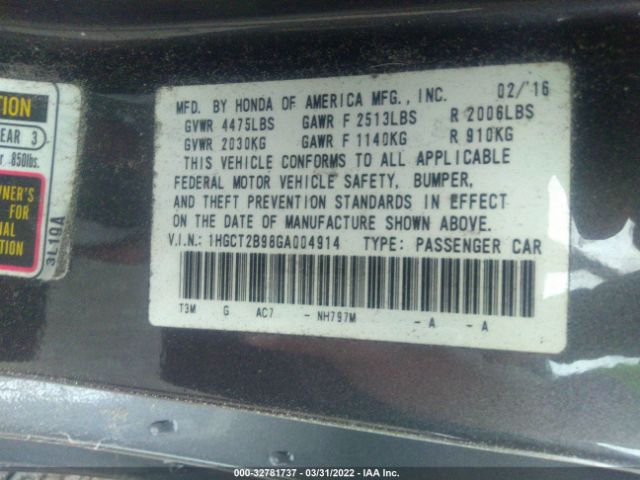 TION
EAR 3
r 850lbs.
WNER'S
FOR
IAL
TION
3L1QA
MFD. BY HONDA OF AMERICA MFG., INC. 02/'16
GVWR 4475LBS GAWR F 2513LBS R 2006LBS
GVWR 2030KG GAWR F 1140KG R 910KG
THIS VEHICLE CONFORMS TO ALL APPLICABLE
FEDERAL MOTOR VEHICLE SAFETY, BUMPER,
AND THEFT PREVENTION STANDARDS IN EFFECT
ON THE DATE OF MANUFACTURE SHOWN ABOVE.
V.I.N.: 1HGCT2B98GA004914 TYPE: PASSENGER CAR
T3M G AC7 - NH797M - A - A
000-32781737 - 03/31/2022 - IAA Inc.